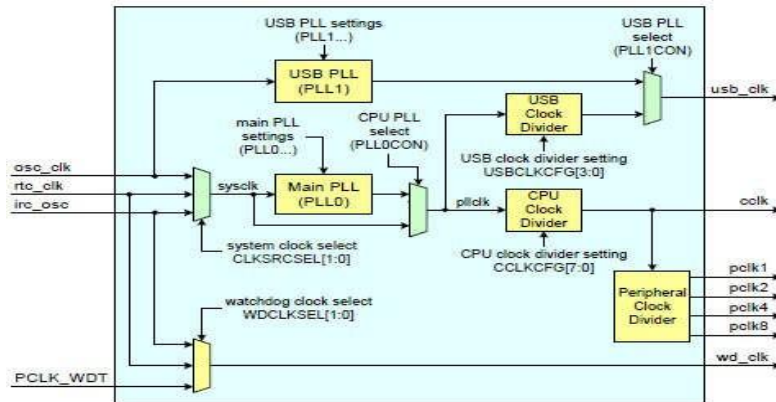 USB PLL settings
(PLL1...)
USB PLL
select
(PLL1CON)
USB PLL
(PLL1)
usb_clk
main PLL
settings
(PLL0...)
CPU PLL
select
(PLL0CON)
USB
Clock
Divider
USB clock divider setting
USBCLKCFG[3:0]
osc_clk
rtc_clk
irc_osc
sysclk
Main PLL
(PLL0)
pllclk
CPU
Clock
Divider
cclk
system clock select
CLKSRCSEL[1:0]
CPU clock divider setting
CCLKCFG[7:0]
watchdog clock select
WDCLKSEL[1:0]
Peripheral
Clock
Divider
pclk1
pclk2
pclk4
pclk8
PCLK_WDT
wd_clk